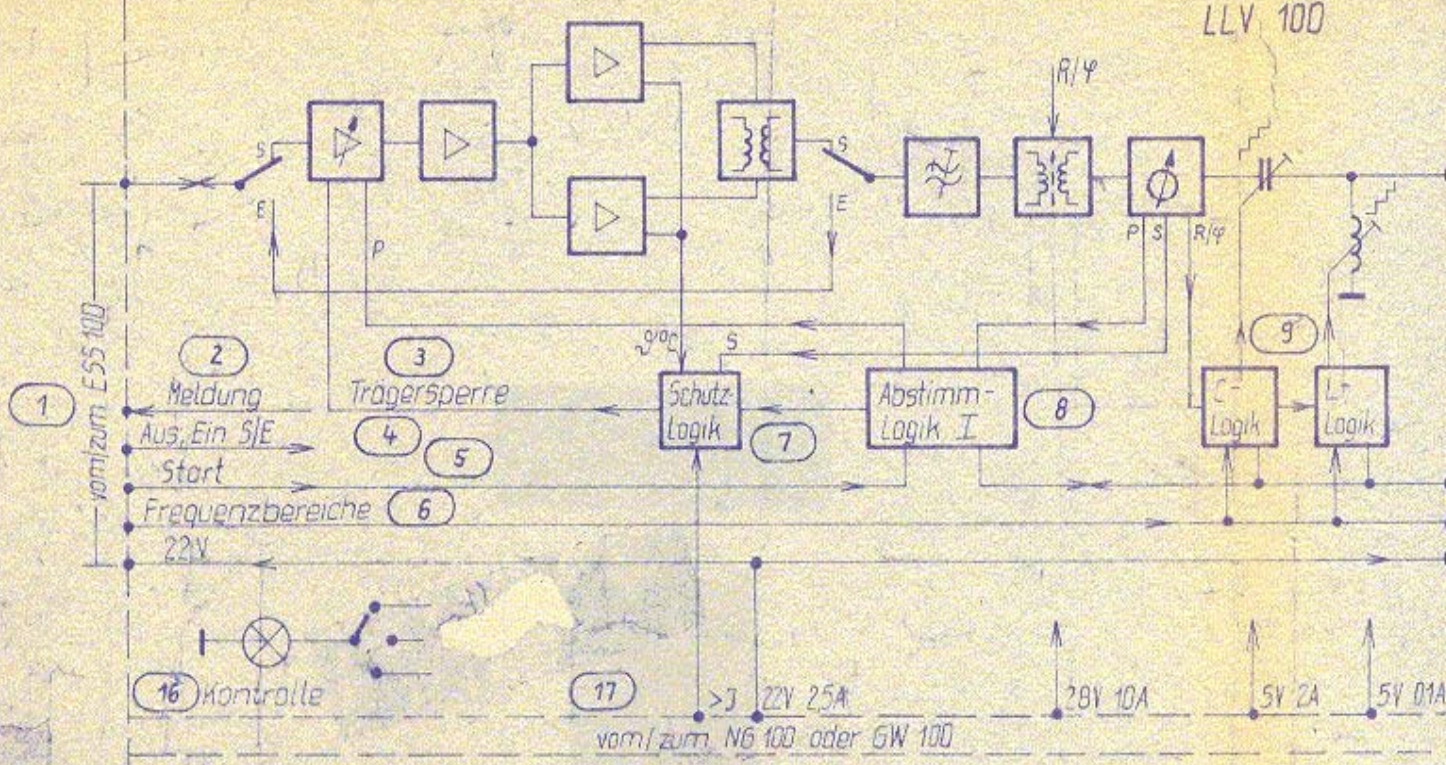 LLV 100
R/φ
S
S
E
E
P
P S R/φ
vom/zum ESS 100
1
2
Meldung
3
Trägersperre
ϑ°C
S
Schutz-
Logik
Abstimm-
Logik I
9
C-
Logik
L-
Logik
Aus, Ein S/E
4
5
7
8
Start
Frequenzbereiche
6
22V
16
Kontrolle
17
>J
22V 2,5A
28V 10A
5V 2A
5V 0,1A
vom/zum NG 100 oder GW 100